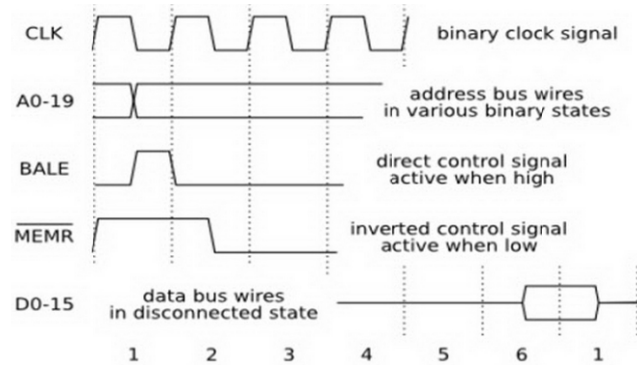 CLK
binary clock signal
A0-19
address bus wires
in various binary states
BALE
direct control signal
active when high
MEMR
inverted control signal
active when low
D0-15
data bus wires
in disconnected state
1 2 3 4 5 6 1